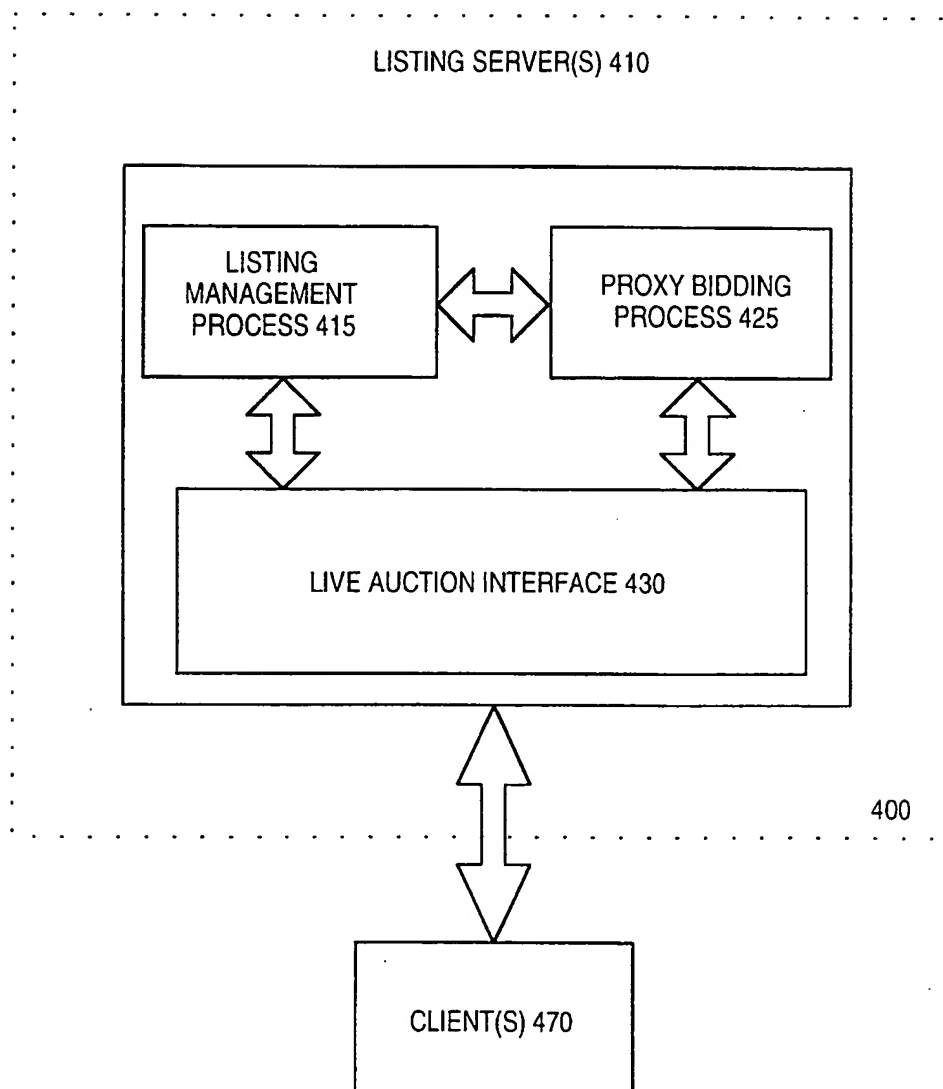 LISTING SERVER(S) 410
LISTING
MANAGEMENT
PROCESS 415
PROXY BIDDING
PROCESS 425
LIVE AUCTION INTERFACE 430
400
CLIENT(S) 470